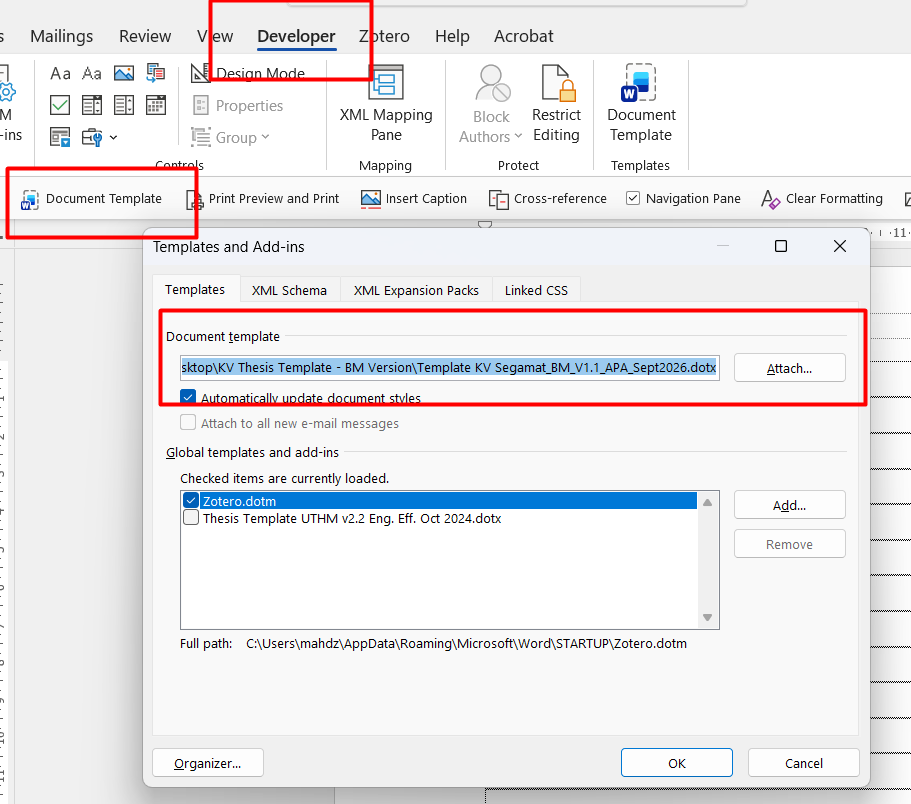 s Mailings Review View Developer Zotero Help Acrobat
Aa Aa Design Mode
Properties
Group
M
-ins
XML Mapping
Pane
Block
Authors
Restrict
Editing
Document
Template
Controls Mapping Protect Templates
Document Template Print Preview and Print Insert Caption Cross-reference Navigation Pane Clear Formatting
Templates and Add-ins
Templates XML Schema XML Expansion Packs Linked CSS
Document template
sktop\KV Thesis Template - BM Version\Template KV Segamat_BM_V1.1_APA_Sept2026.dotx Attach...
Automatically update document styles
Attach to all new e-mail messages
Global templates and add-ins
Checked items are currently loaded.
Zotero.dotm Add...
Thesis Template UTHM v2.2 Eng. Eff. Oct 2024.dotx
Remove
Full path: C:\Users\mahdz\AppData\Roaming\Microsoft\Word\STARTUP\Zotero.dotm
Organizer... OK Cancel